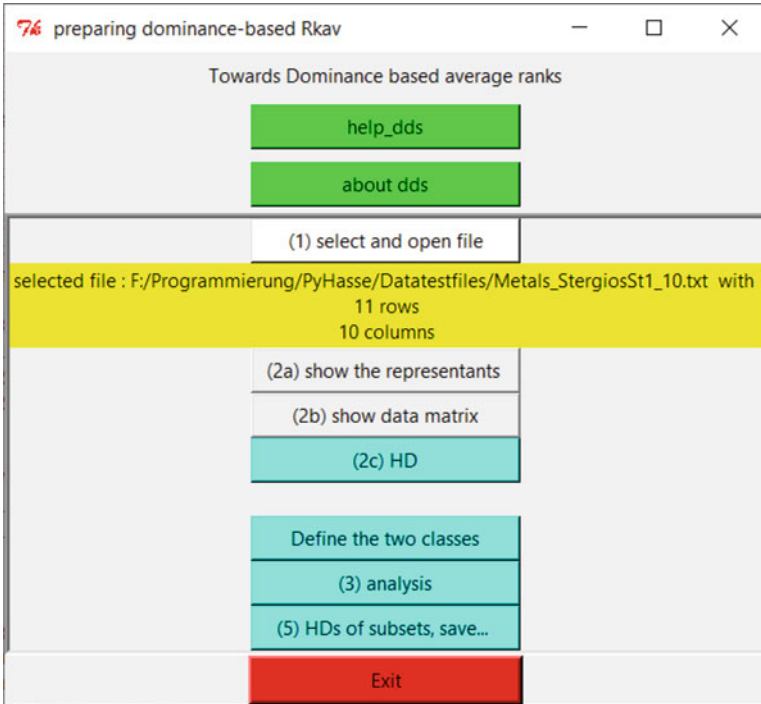 preparing dominance-based Rkav
Towards Dominance based average ranks
help_dds
about dds
(1) select and open file
selected file : F:/Programmierung/PyHasse/Datatestfiles/Metals_StergiosSt1_10.txt with
11 rows
10 columns
(2a) show the representants
(2b) show data matrix
(2c) HD
Define the two classes
(3) analysis
(5) HDs of subsets, save...
Exit